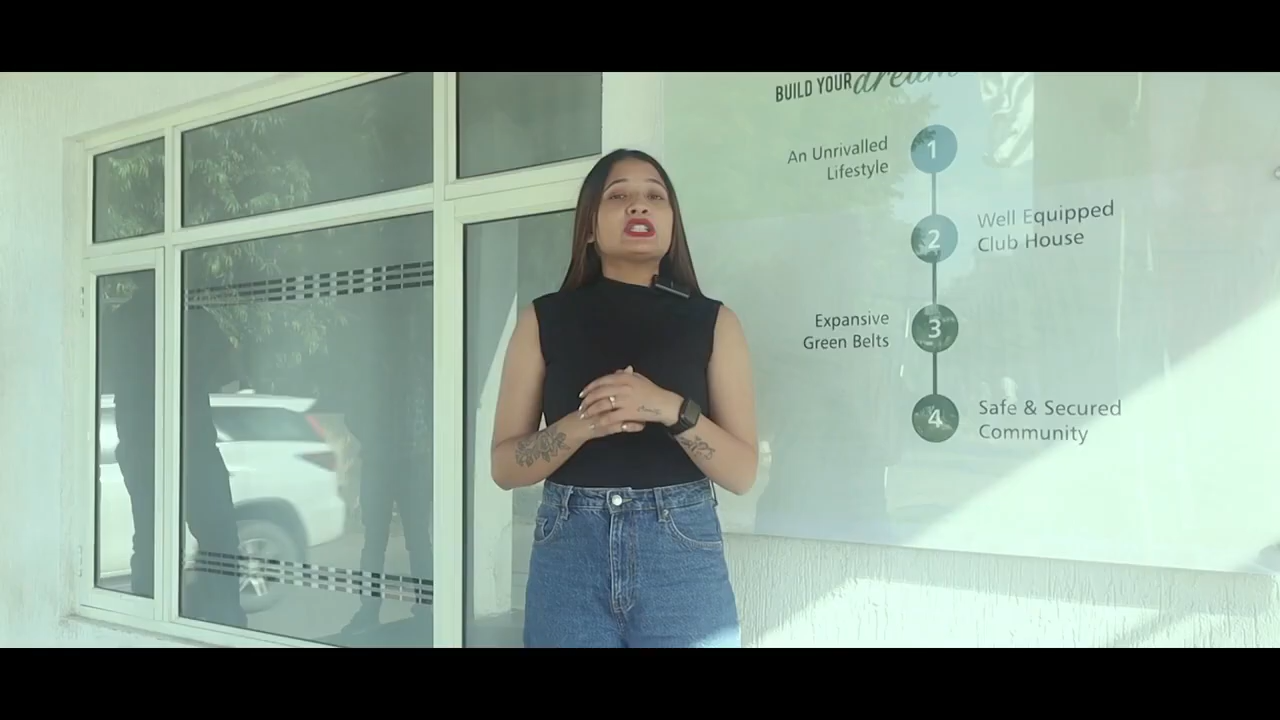 BUILD YOUR dream
An Unrivalled
Lifestyle
1
2
Well Equipped
Club House
Expansive
Green Belts
3
4
Safe & Secured
Community